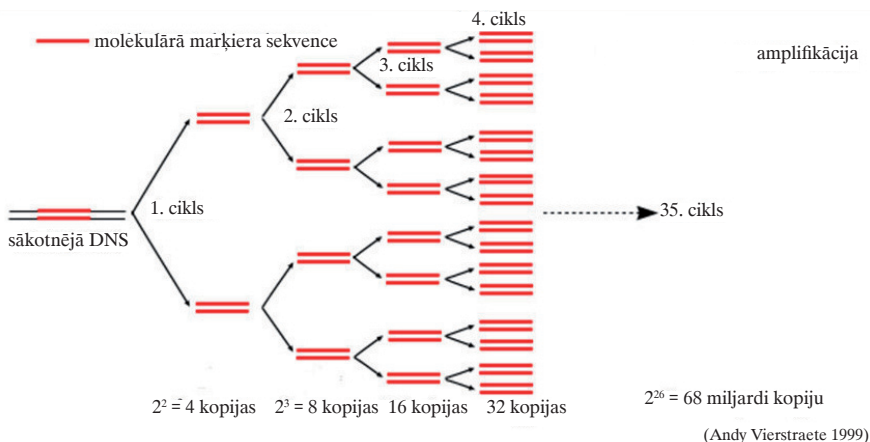 4. cikls
molekulārā marķiera sekvence
amplifikācija
3. cikls
2. cikls
1. cikls
35. cikls
sākotnējā DNS
2² = 4 kopijas
2³ = 8 kopijas
16 kopijas
32 kopijas
2²⁶ = 68 miljardi kopiju
(Andy Vierstraete 1999)